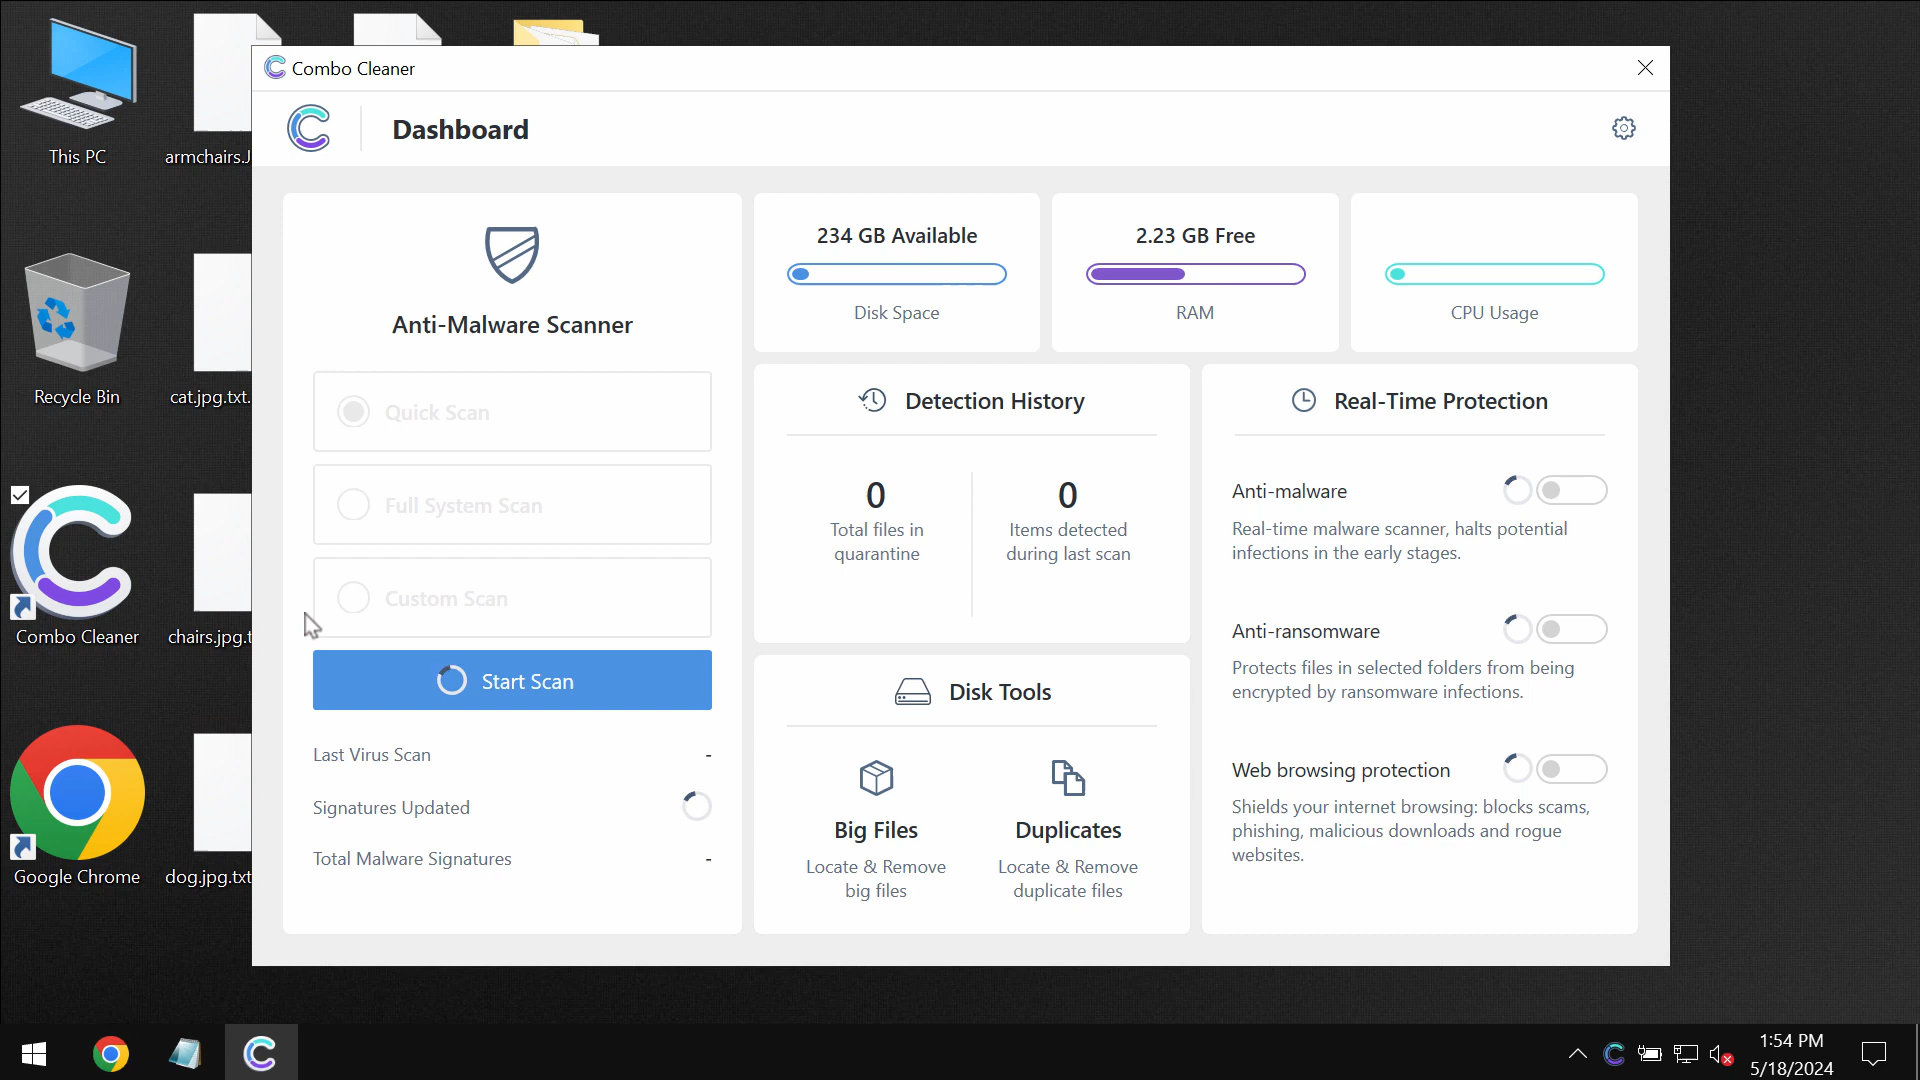 Combo Cleaner
Dashboard
This PC
armchairs.J
Recycle Bin
cat.jpg.txt.
Combo Cleaner
chairs.jpg.t
Google Chrome
dog.jpg.txt
Anti-Malware Scanner
Quick Scan
Full System Scan
Custom Scan
Start Scan
Last Virus Scan -
Signatures Updated
Total Malware Signatures -
234 GB Available
Disk Space
2.23 GB Free
RAM
CPU Usage
Detection History
0
Total files in
quarantine
0
Items detected
during last scan
Disk Tools
Big Files
Locate & Remove
big files
Duplicates
Locate & Remove
duplicate files
Real-Time Protection
Anti-malware
Real-time malware scanner, halts potential
infections in the early stages.
Anti-ransomware
Protects files in selected folders from being
encrypted by ransomware infections.
Web browsing protection
Shields your internet browsing: blocks scams,
phishing, malicious downloads and rogue
websites.
1:54 PM
5/18/2024